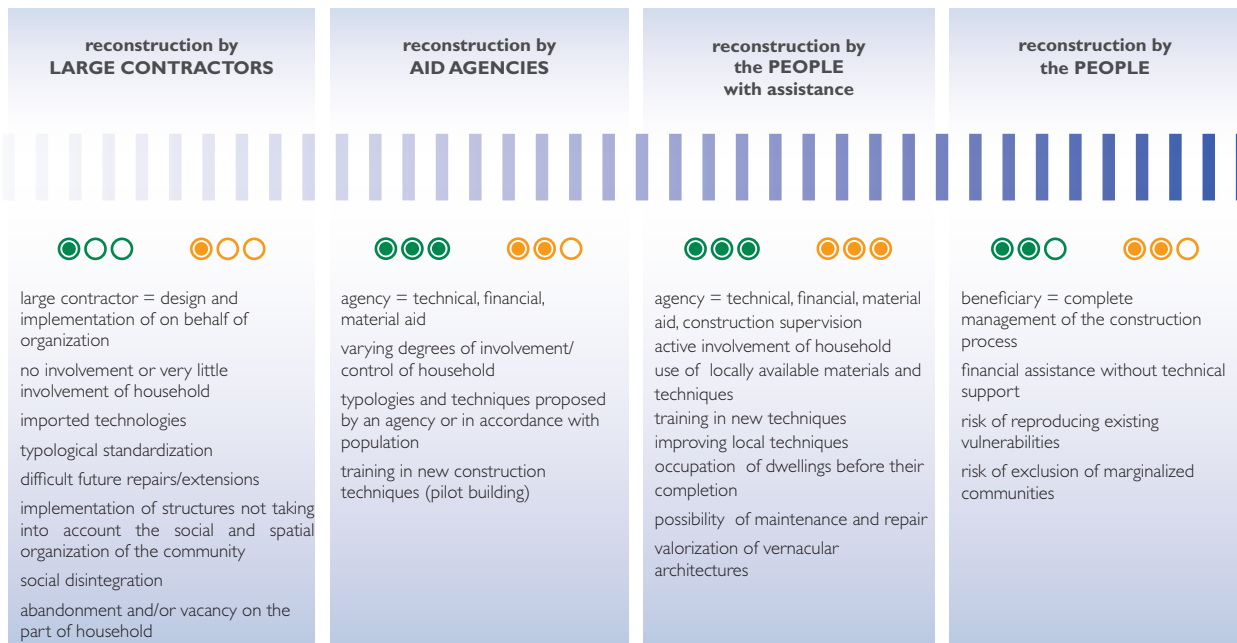 reconstruction by
LARGE CONTRACTORS
large contractor = design and
implementation of on behalf of
organization
no involvement or very little
involvement of household
imported technologies
typological standardization
difficult future repairs/extensions
implementation of structures not taking
into account the social and spatial
organization of the community
social disintegration
abandonment and/or vacancy on the
part of household
reconstruction by
AID AGENCIES
agency = technical, financial,
material aid
varying degrees of involvement/
control of household
typologies and techniques proposed
by an agency or in accordance with
population
training in new construction
techniques (pilot building)
reconstruction by
the PEOPLE
with assistance
agency = technical, financial, material
aid, construction supervision
active involvement of household
use of locally available materials and
techniques
training in new techniques
improving local techniques
occupation of dwellings before their
completion
possibility of maintenance and repair
valorization of vernacular
architectures
reconstruction by
the PEOPLE
beneficiary = complete
management of the construction
process
financial assistance without technical
support
risk of reproducing existing
vulnerabilities
risk of exclusion of marginalized
communities